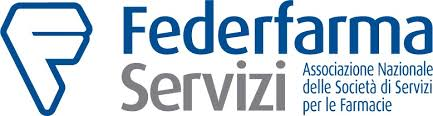 Federfarma
Servizi
Associazione Nazionale
delle Società di Servizi
per le Farmacie